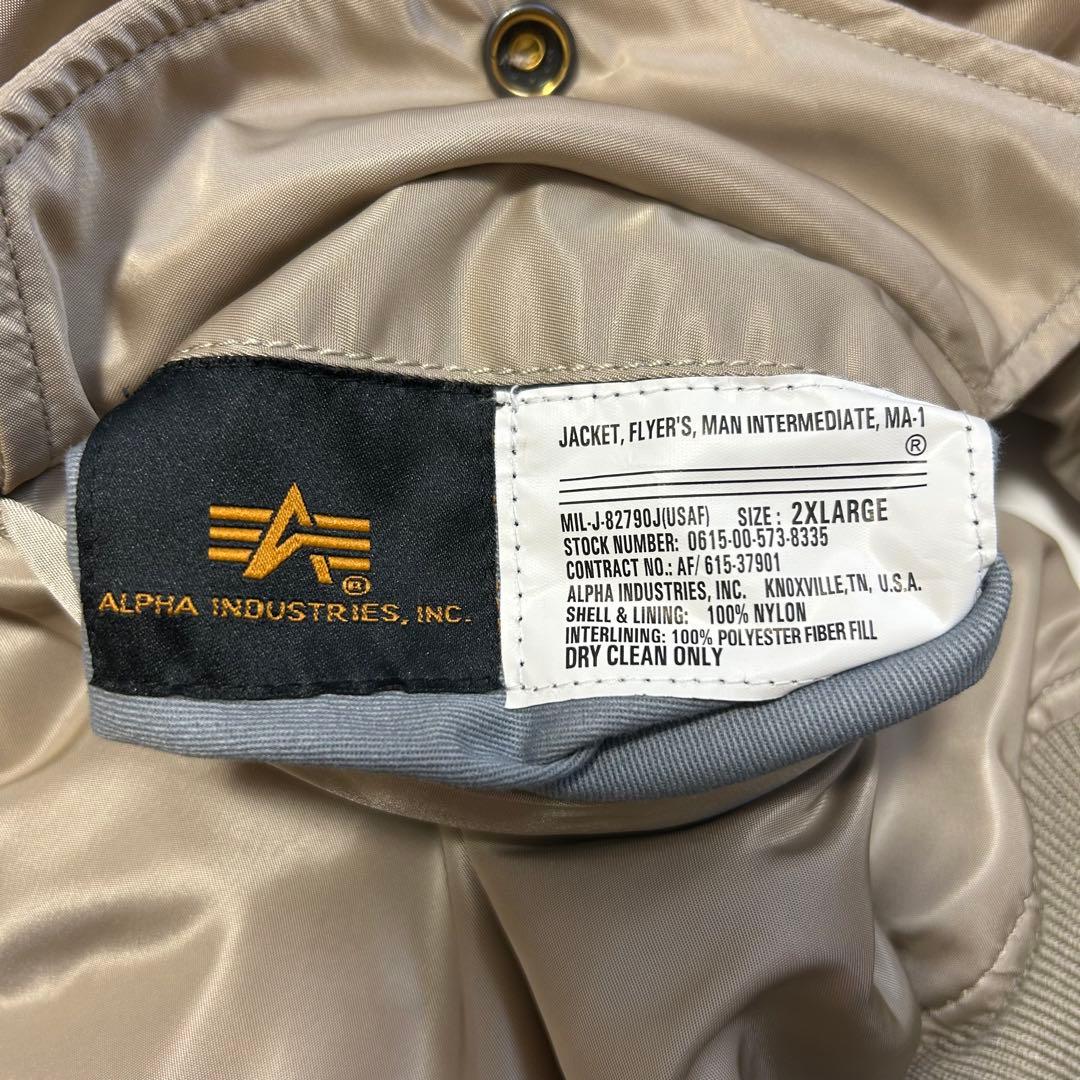 ALPHA INDUSTRIES, INC.
®
JACKET, FLYER'S, MAN INTERMEDIATE, MA-1
®
MIL-J-82790J(USAF) SIZE : 2XLARGE
STOCK NUMBER: 0615-00-573-8335
CONTRACT NO.: AF/ 615-37901
ALPHA INDUSTRIES, INC. KNOXVILLE,TN, U.S.A.
SHELL & LINING: 100% NYLON
INTERLINING: 100% POLYESTER FIBER FILL
DRY CLEAN ONLY